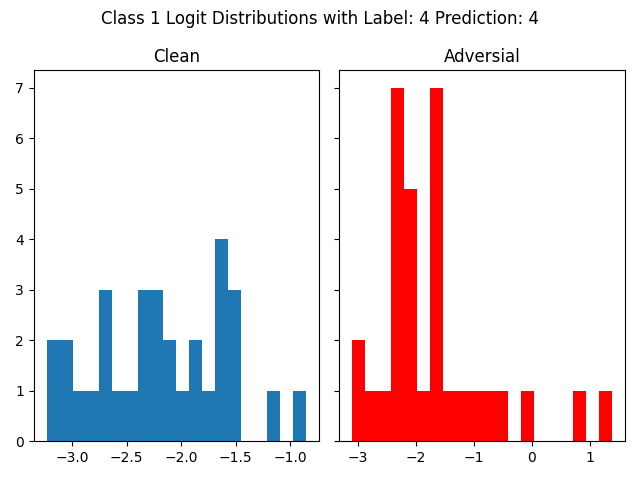 Class 1 Logit Distributions with Label: 4 Prediction: 4
Clean
Adversial
7
6
5
4
3
2
1
0
−3.0 −2.5 −2.0 −1.5 −1.0
−3 −2 −1 0 1